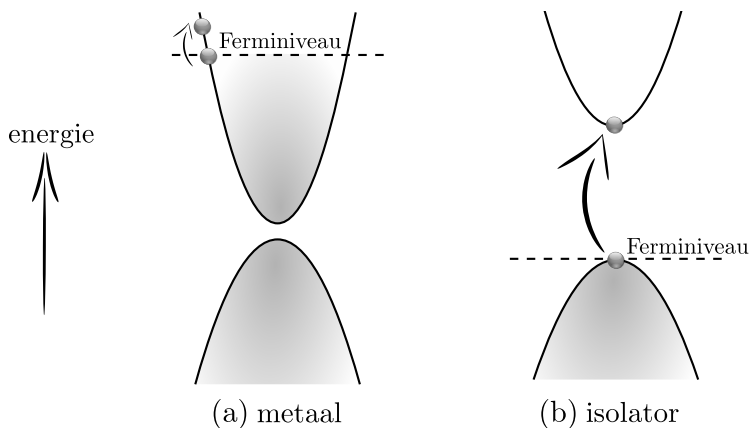 Ferminiveau
energie
Ferminiveau
(a) metaal
(b) isolator